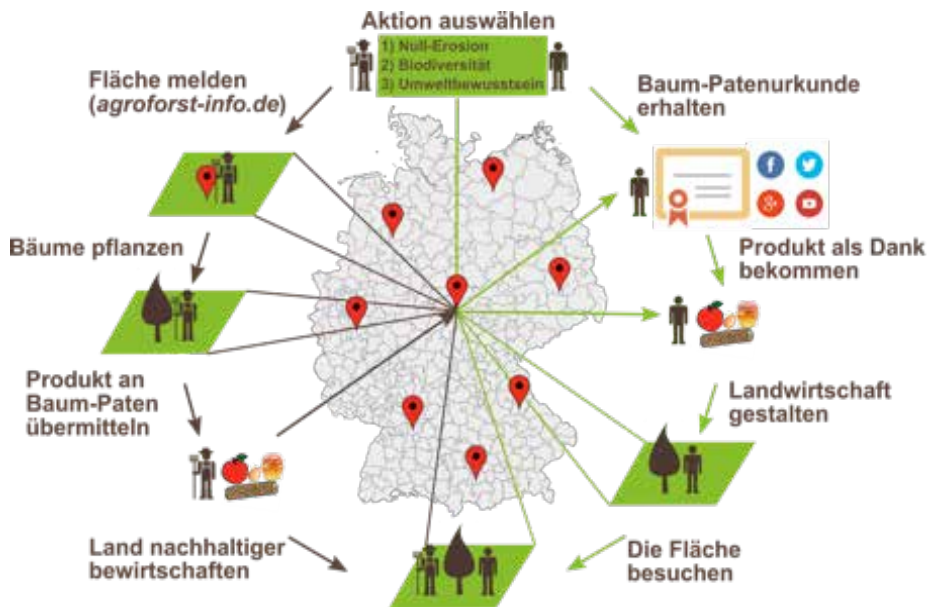 Aktion auswählen
1) Null-Erosion
2) Biodiversität
3) Umweltbewusstsein
Fläche melden
(agroforst-info.de)
Baum-Patenurkunde
erhalten
Bäume pflanzen
Produkt als Dank
bekommen
Produkt an
Baum-Paten
übermitteln
Landwirtschaft
gestalten
Land nachhaltiger
bewirtschaften
Die Fläche
besuchen